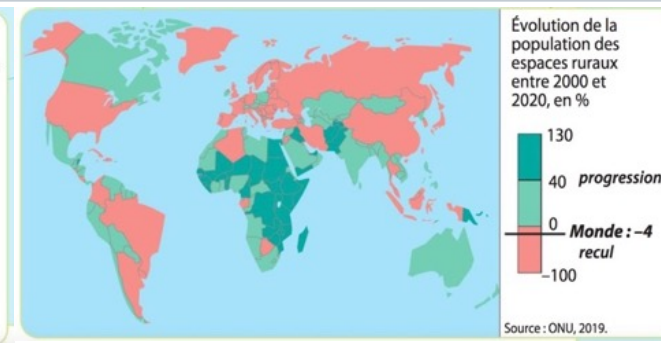 Évolution de la
population des
espaces ruraux
entre 2000 et
2020, en %
130
40 progression
0
Monde : –4
recul
–100
Source : ONU, 2019.